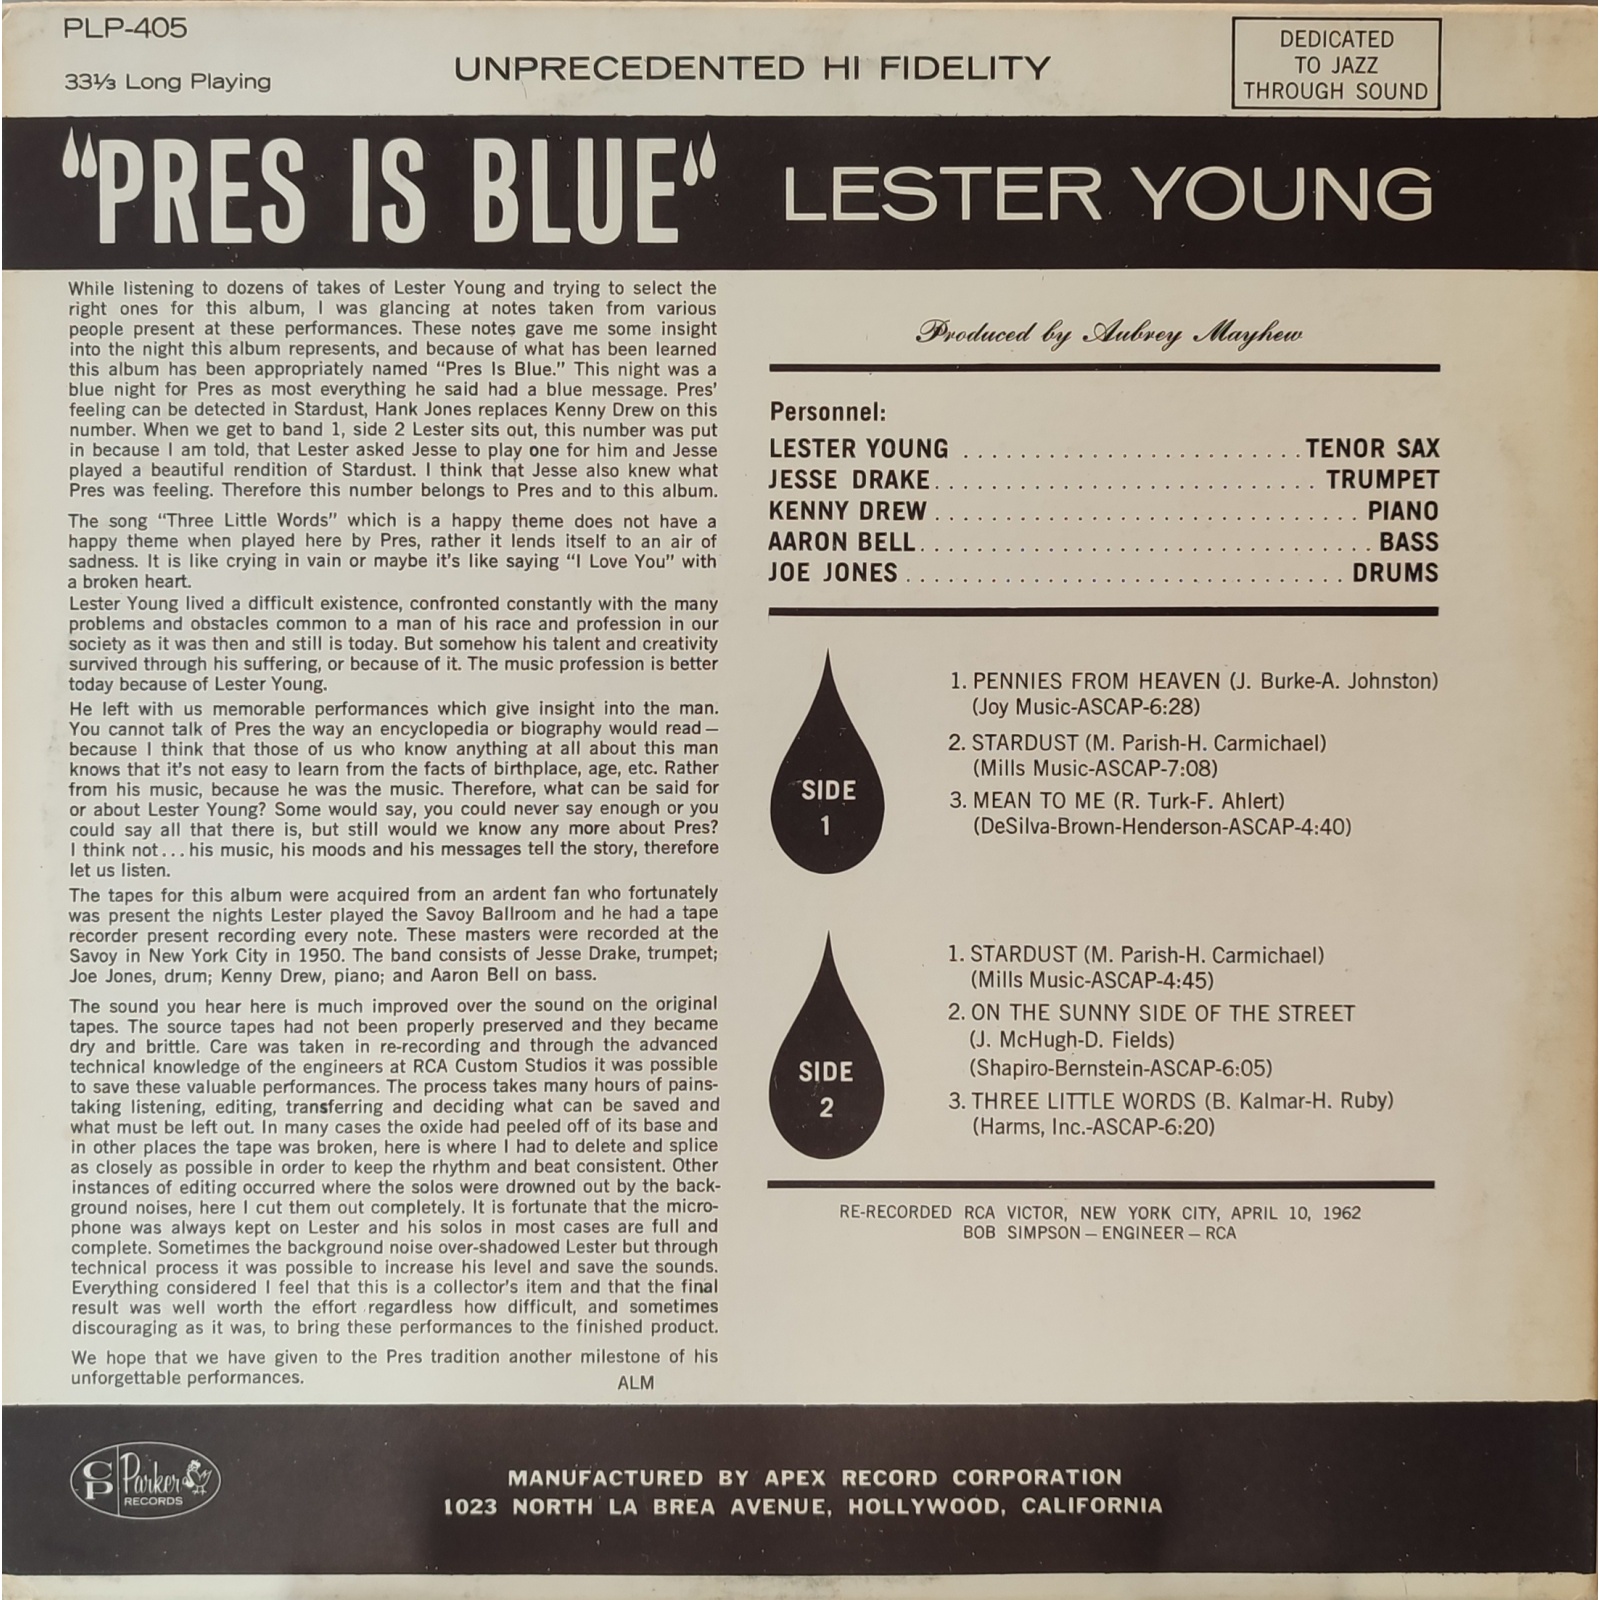 PLP-405
33⅓ Long Playing
UNPRECEDENTED HI FIDELITY
DEDICATED
TO JAZZ
THROUGH SOUND
"PRES IS BLUE" LESTER YOUNG
While listening to dozens of takes of Lester Young and trying to select the
right ones for this album, I was glancing at notes taken from various
people present at these performances. These notes gave me some insight
into the night this album represents, and because of what has been learned
this album has been appropriately named “Pres Is Blue.” This night was a
blue night for Pres as most everything he said had a blue message. Pres’
feeling can be detected in Stardust, Hank Jones replaces Kenny Drew on this
number. When we get to band 1, side 2 Lester sits out, this number was put
in because I am told, that Lester asked Jesse to play one for him and Jesse
played a beautiful rendition of Stardust. I think that Jesse also knew what
Pres was feeling. Therefore this number belongs to Pres and to this album.
The song “Three Little Words” which is a happy theme does not have a
happy theme when played here by Pres, rather it lends itself to an air of
sadness. It is like crying in vain or maybe it’s like saying “I Love You” with
a broken heart.
Lester Young lived a difficult existence, confronted constantly with the many
problems and obstacles common to a man of his race and profession in our
society as it was then and still is today. But somehow his talent and creativity
survived through his suffering, or because of it. The music profession is better
today because of Lester Young.
He left with us memorable performances which give insight into the man.
You cannot talk of Pres the way an encyclopedia or biography would read—
because I think that those of us who know anything at all about this man
knows that it’s not easy to learn from the facts of birthplace, age, etc. Rather
from his music, because he was the music. Therefore, what can be said for
or about Lester Young? Some would say, you could never say enough or you
could say all that there is, but still would we know any more about Pres?
I think not... his music, his moods and his messages tell the story, therefore
let us listen.
The tapes for this album were acquired from an ardent fan who fortunately
was present the nights Lester played the Savoy Ballroom and he had a tape
recorder present recording every note. These masters were recorded at the
Savoy in New York City in 1950. The band consists of Jesse Drake, trumpet;
Joe Jones, drum; Kenny Drew, piano; and Aaron Bell on bass.
The sound you hear here is much improved over the sound on the original
tapes. The source tapes had not been properly preserved and they became
dry and brittle. Care was taken in re-recording and through the advanced
technical knowledge of the engineers at RCA Custom Studios it was possible
to save these valuable performances. The process takes many hours of pains-
taking listening, editing, transferring and deciding what can be saved and
what must be left out. In many cases the oxide had peeled off of its base and
in other places the tape was broken, here is where I had to delete and splice
as closely as possible in order to keep the rhythm and beat consistent. Other
instances of editing occurred where the solos were drowned out by the back-
ground noises, here I cut them out completely. It is fortunate that the micro-
phone was always kept on Lester and his solos in most cases are full and
complete. Sometimes the background noise over-shadowed Lester but through
technical process it was possible to increase his level and save the sounds.
Everything considered I feel that this is a collector’s item and that the final
result was well worth the effort regardless how difficult, and sometimes
discouraging as it was, to bring these performances to the finished product.
We hope that we have given to the Pres tradition another milestone of his
unforgettable performances.
ALM
Produced by Aubrey Mayhew
Personnel:
LESTER YOUNG ............................ TENOR SAX
JESSE DRAKE ................................ TRUMPET
KENNY DREW ................................... PIANO
AARON BELL ...................................... BASS
JOE JONES .................................... DRUMS
SIDE
1
1. PENNIES FROM HEAVEN (J. Burke-A. Johnston)
(Joy Music-ASCAP-6:28)
2. STARDUST (M. Parish-H. Carmichael)
(Mills Music-ASCAP-7:08)
3. MEAN TO ME (R. Turk-F. Ahlert)
(DeSilva-Brown-Henderson-ASCAP-4:40)
SIDE
2
1. STARDUST (M. Parish-H. Carmichael)
(Mills Music-ASCAP-4:45)
2. ON THE SUNNY SIDE OF THE STREET
(J. McHugh-D. Fields)
(Shapiro-Bernstein-ASCAP-6:05)
3. THREE LITTLE WORDS (B. Kalmar-H. Ruby)
(Harms, Inc.-ASCAP-6:20)
RE-RECORDED RCA VICTOR, NEW YORK CITY, APRIL 10, 1962
BOB SIMPSON — ENGINEER — RCA
CP Parker
RECORDS
MANUFACTURED BY APEX RECORD CORPORATION
1023 NORTH LA BREA AVENUE, HOLLYWOOD, CALIFORNIA